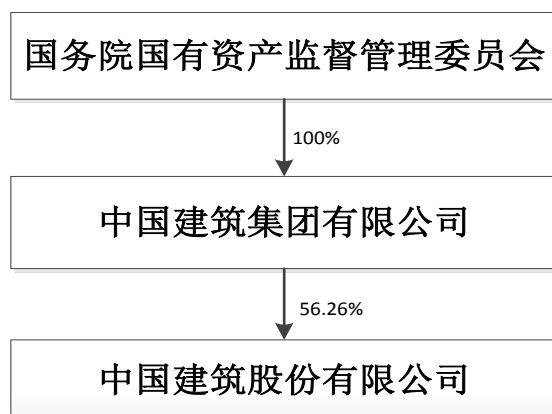 国务院国有资产监督管理委员会
100%
中国建筑集团有限公司
56.26%
中国建筑股份有限公司